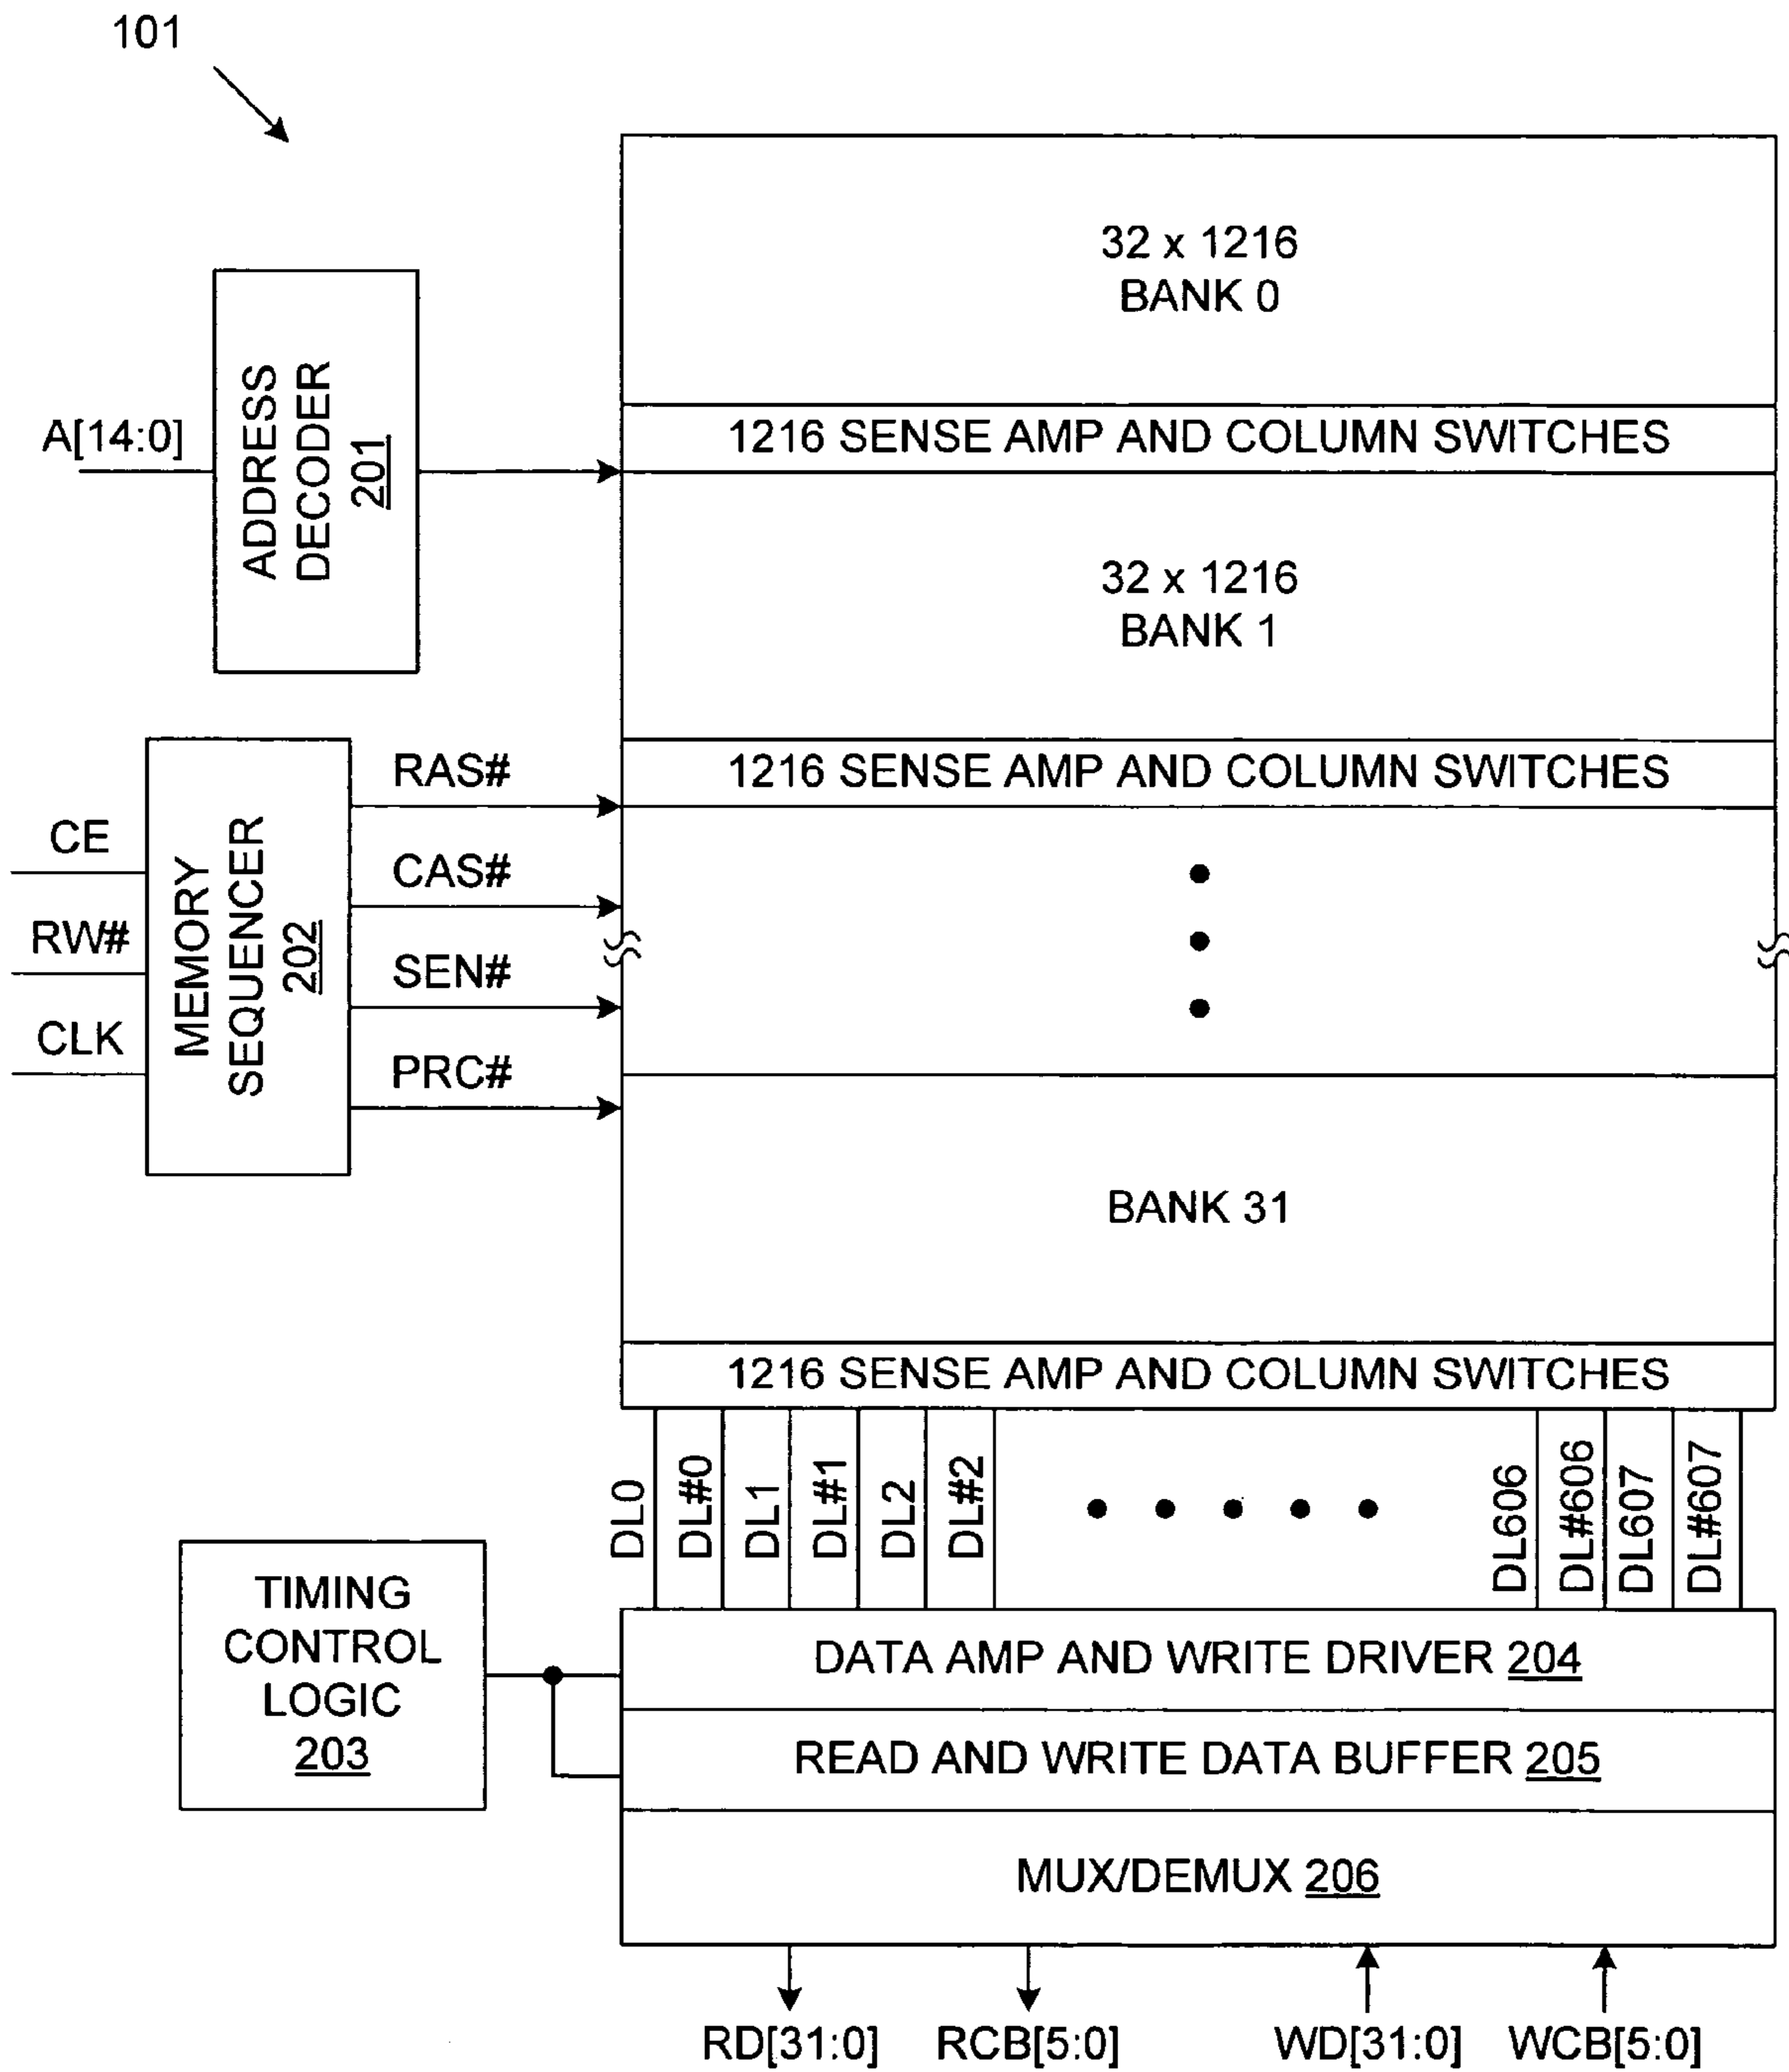 101
32 x 1216
BANK 0
1216 SENSE AMP AND COLUMN SWITCHES
A[14:0]
ADDRESS
DECODER
201
32 x 1216
BANK 1
1216 SENSE AMP AND COLUMN SWITCHES
CE
RW#
CLK
MEMORY
SEQUENCER
202
RAS#
CAS#
SEN#
PRC#
BANK 31
1216 SENSE AMP AND COLUMN SWITCHES
DL0
DL#0
DL1
DL#1
DL2
DL#2
DL606
DL#606
DL607
DL#607
TIMING
CONTROL
LOGIC
203
DATA AMP AND WRITE DRIVER 204
READ AND WRITE DATA BUFFER 205
MUX/DEMUX 206
RD[31:0]
RCB[5:0]
WD[31:0]
WCB[5:0]